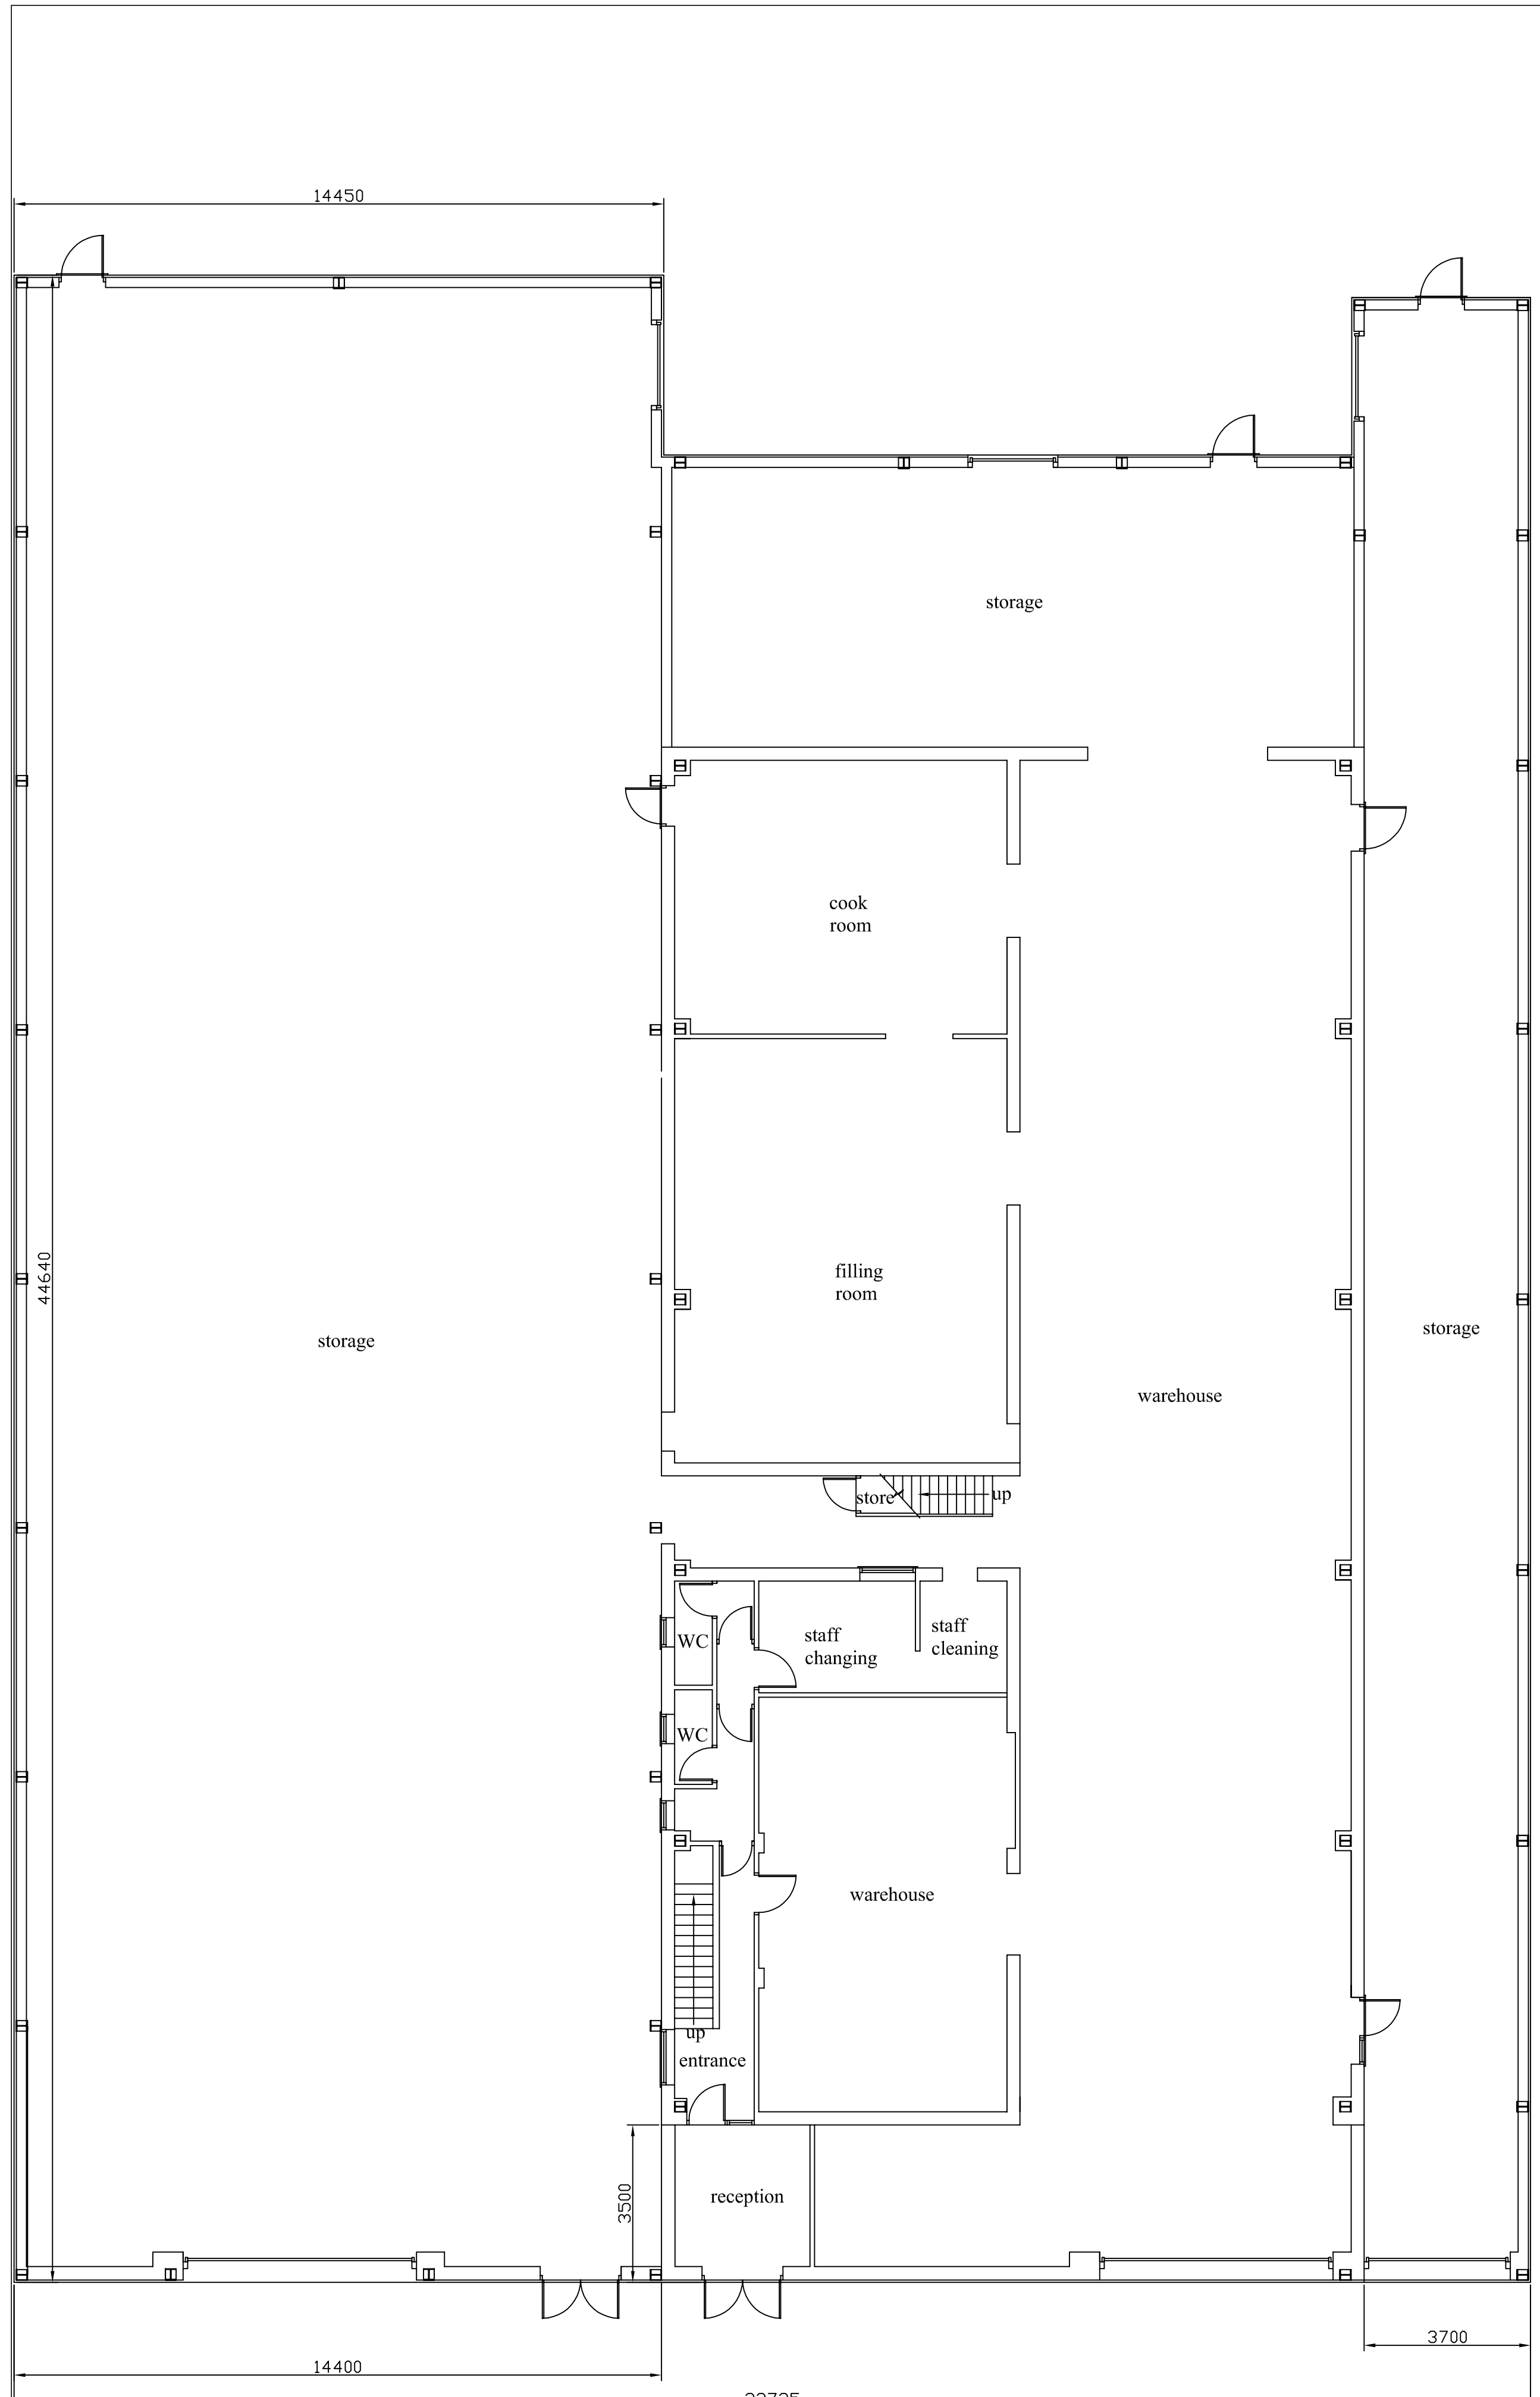 14450
storage
cook
room
44640
filling
room
storage
storage
warehouse
store
up
WC
staff
changing
staff
cleaning
WC
warehouse
up
entrance
3500
reception
3700
14400